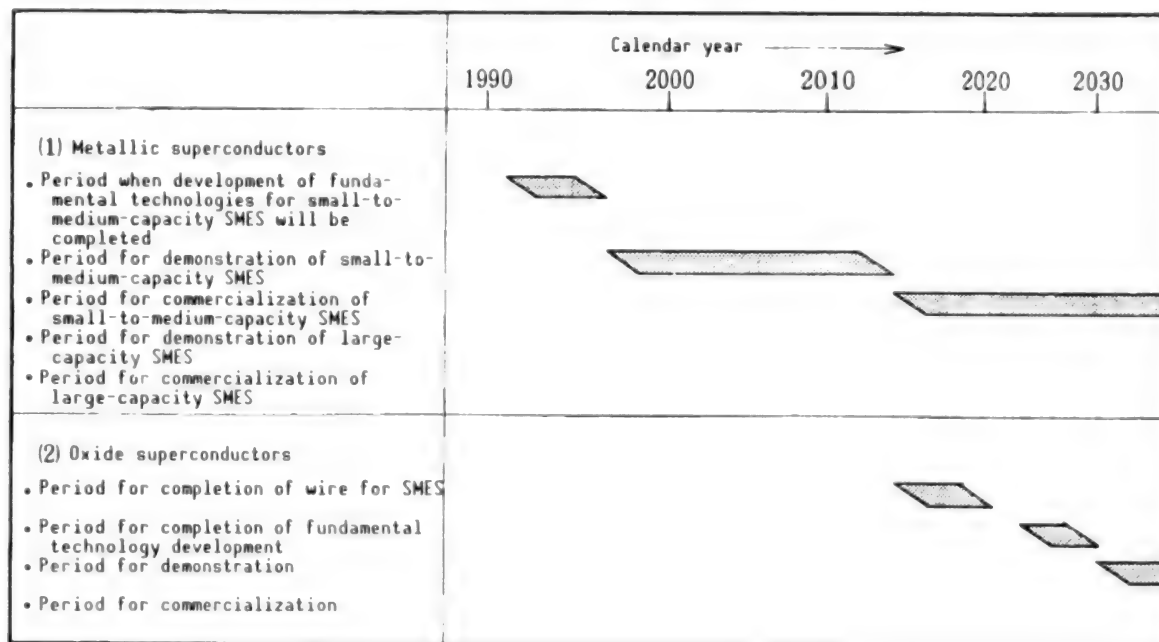 Calendar year
1990 2000 2010 2020 2030
(1) Metallic superconductors
• Period when development of funda-
mental technologies for small-to-
medium-capacity SMES will be
completed
• Period for demonstration of small-to-
medium-capacity SMES
• Period for commercialization of
small-to-medium-capacity SMES
• Period for demonstration of large-
capacity SMES
• Period for commercialization of
large-capacity SMES
(2) Oxide superconductors
• Period for completion of wire for SMES
• Period for completion of fundamental
technology development
• Period for demonstration
• Period for commercialization